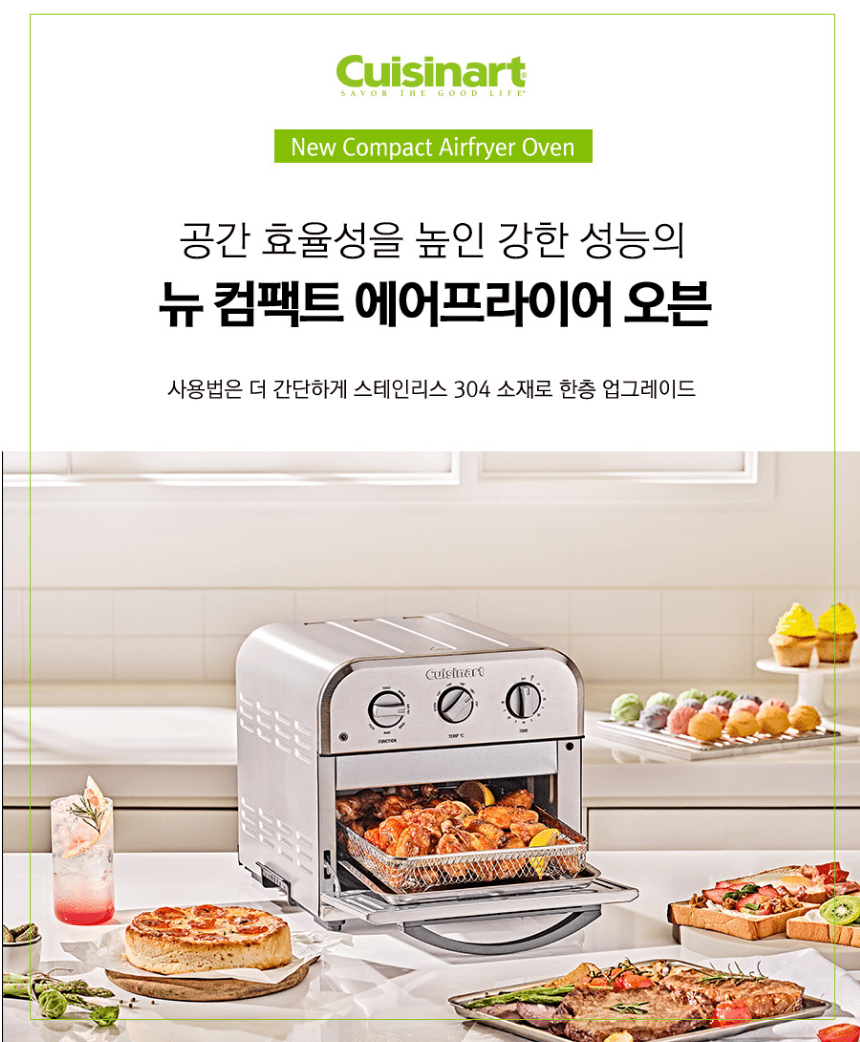 Cuisinart®
SAVOR THE GOOD LIFE®
New Compact Airfryer Oven
공간 효율성을 높인 강한 성능의
뉴 컴팩트 에어프라이어 오븐
사용법은 더 간단하게 스테인리스 304 소재로 한층 업그레이드
Cuisinart
FUNCTION
TEMP °C
TIME